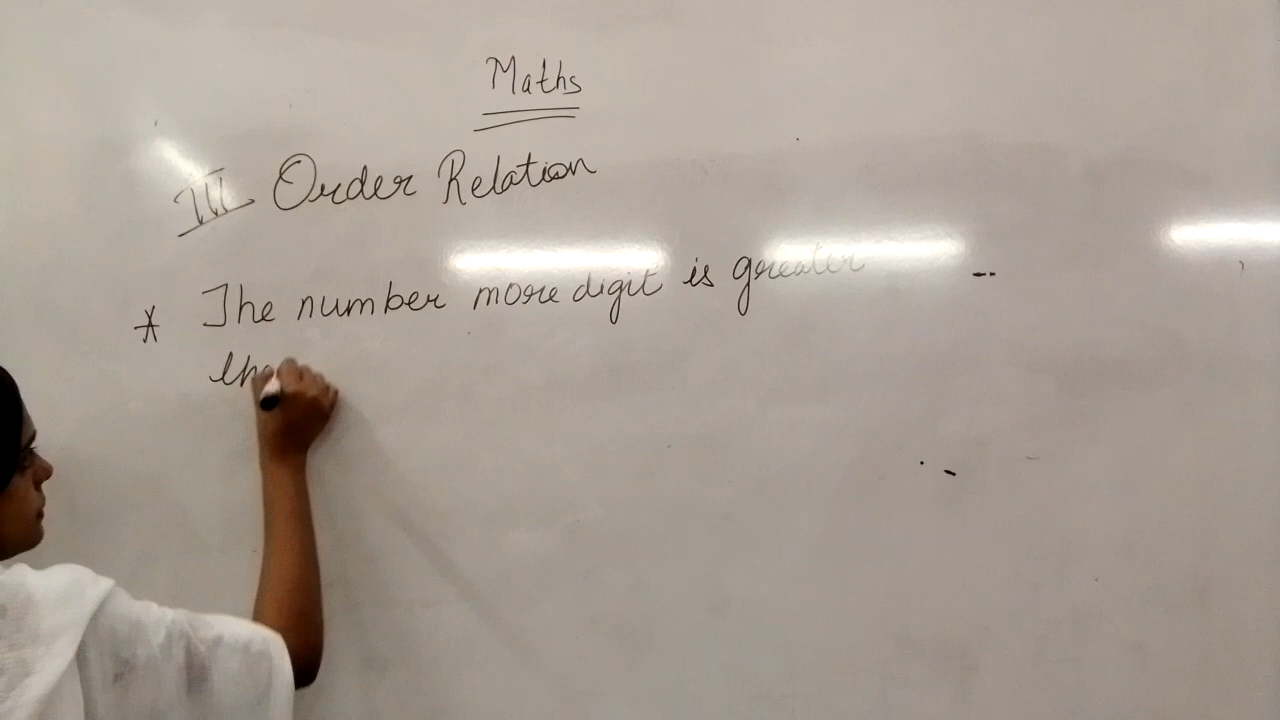 Maths
III Order Relation
* The number more digit is greater